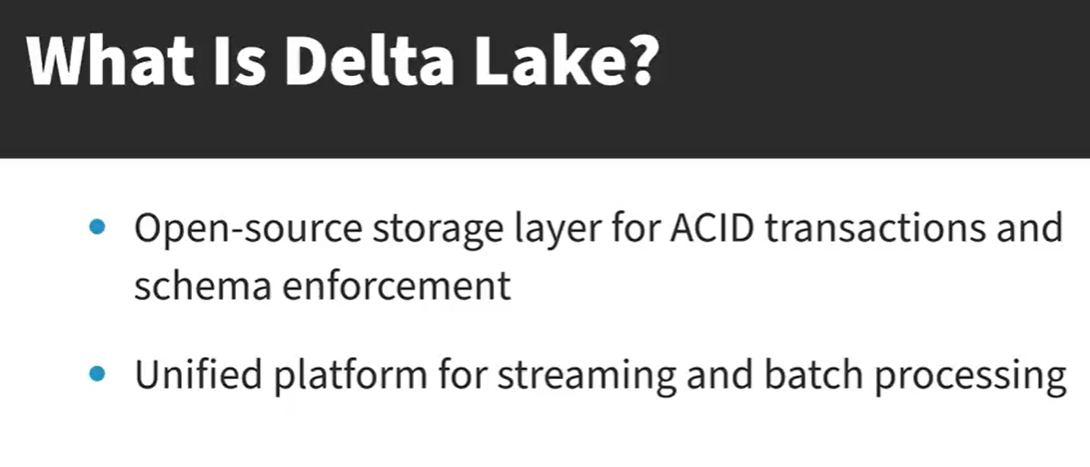 What Is Delta Lake?
Open-source storage layer for ACID transactions and
schema enforcement
Unified platform for streaming and batch processing